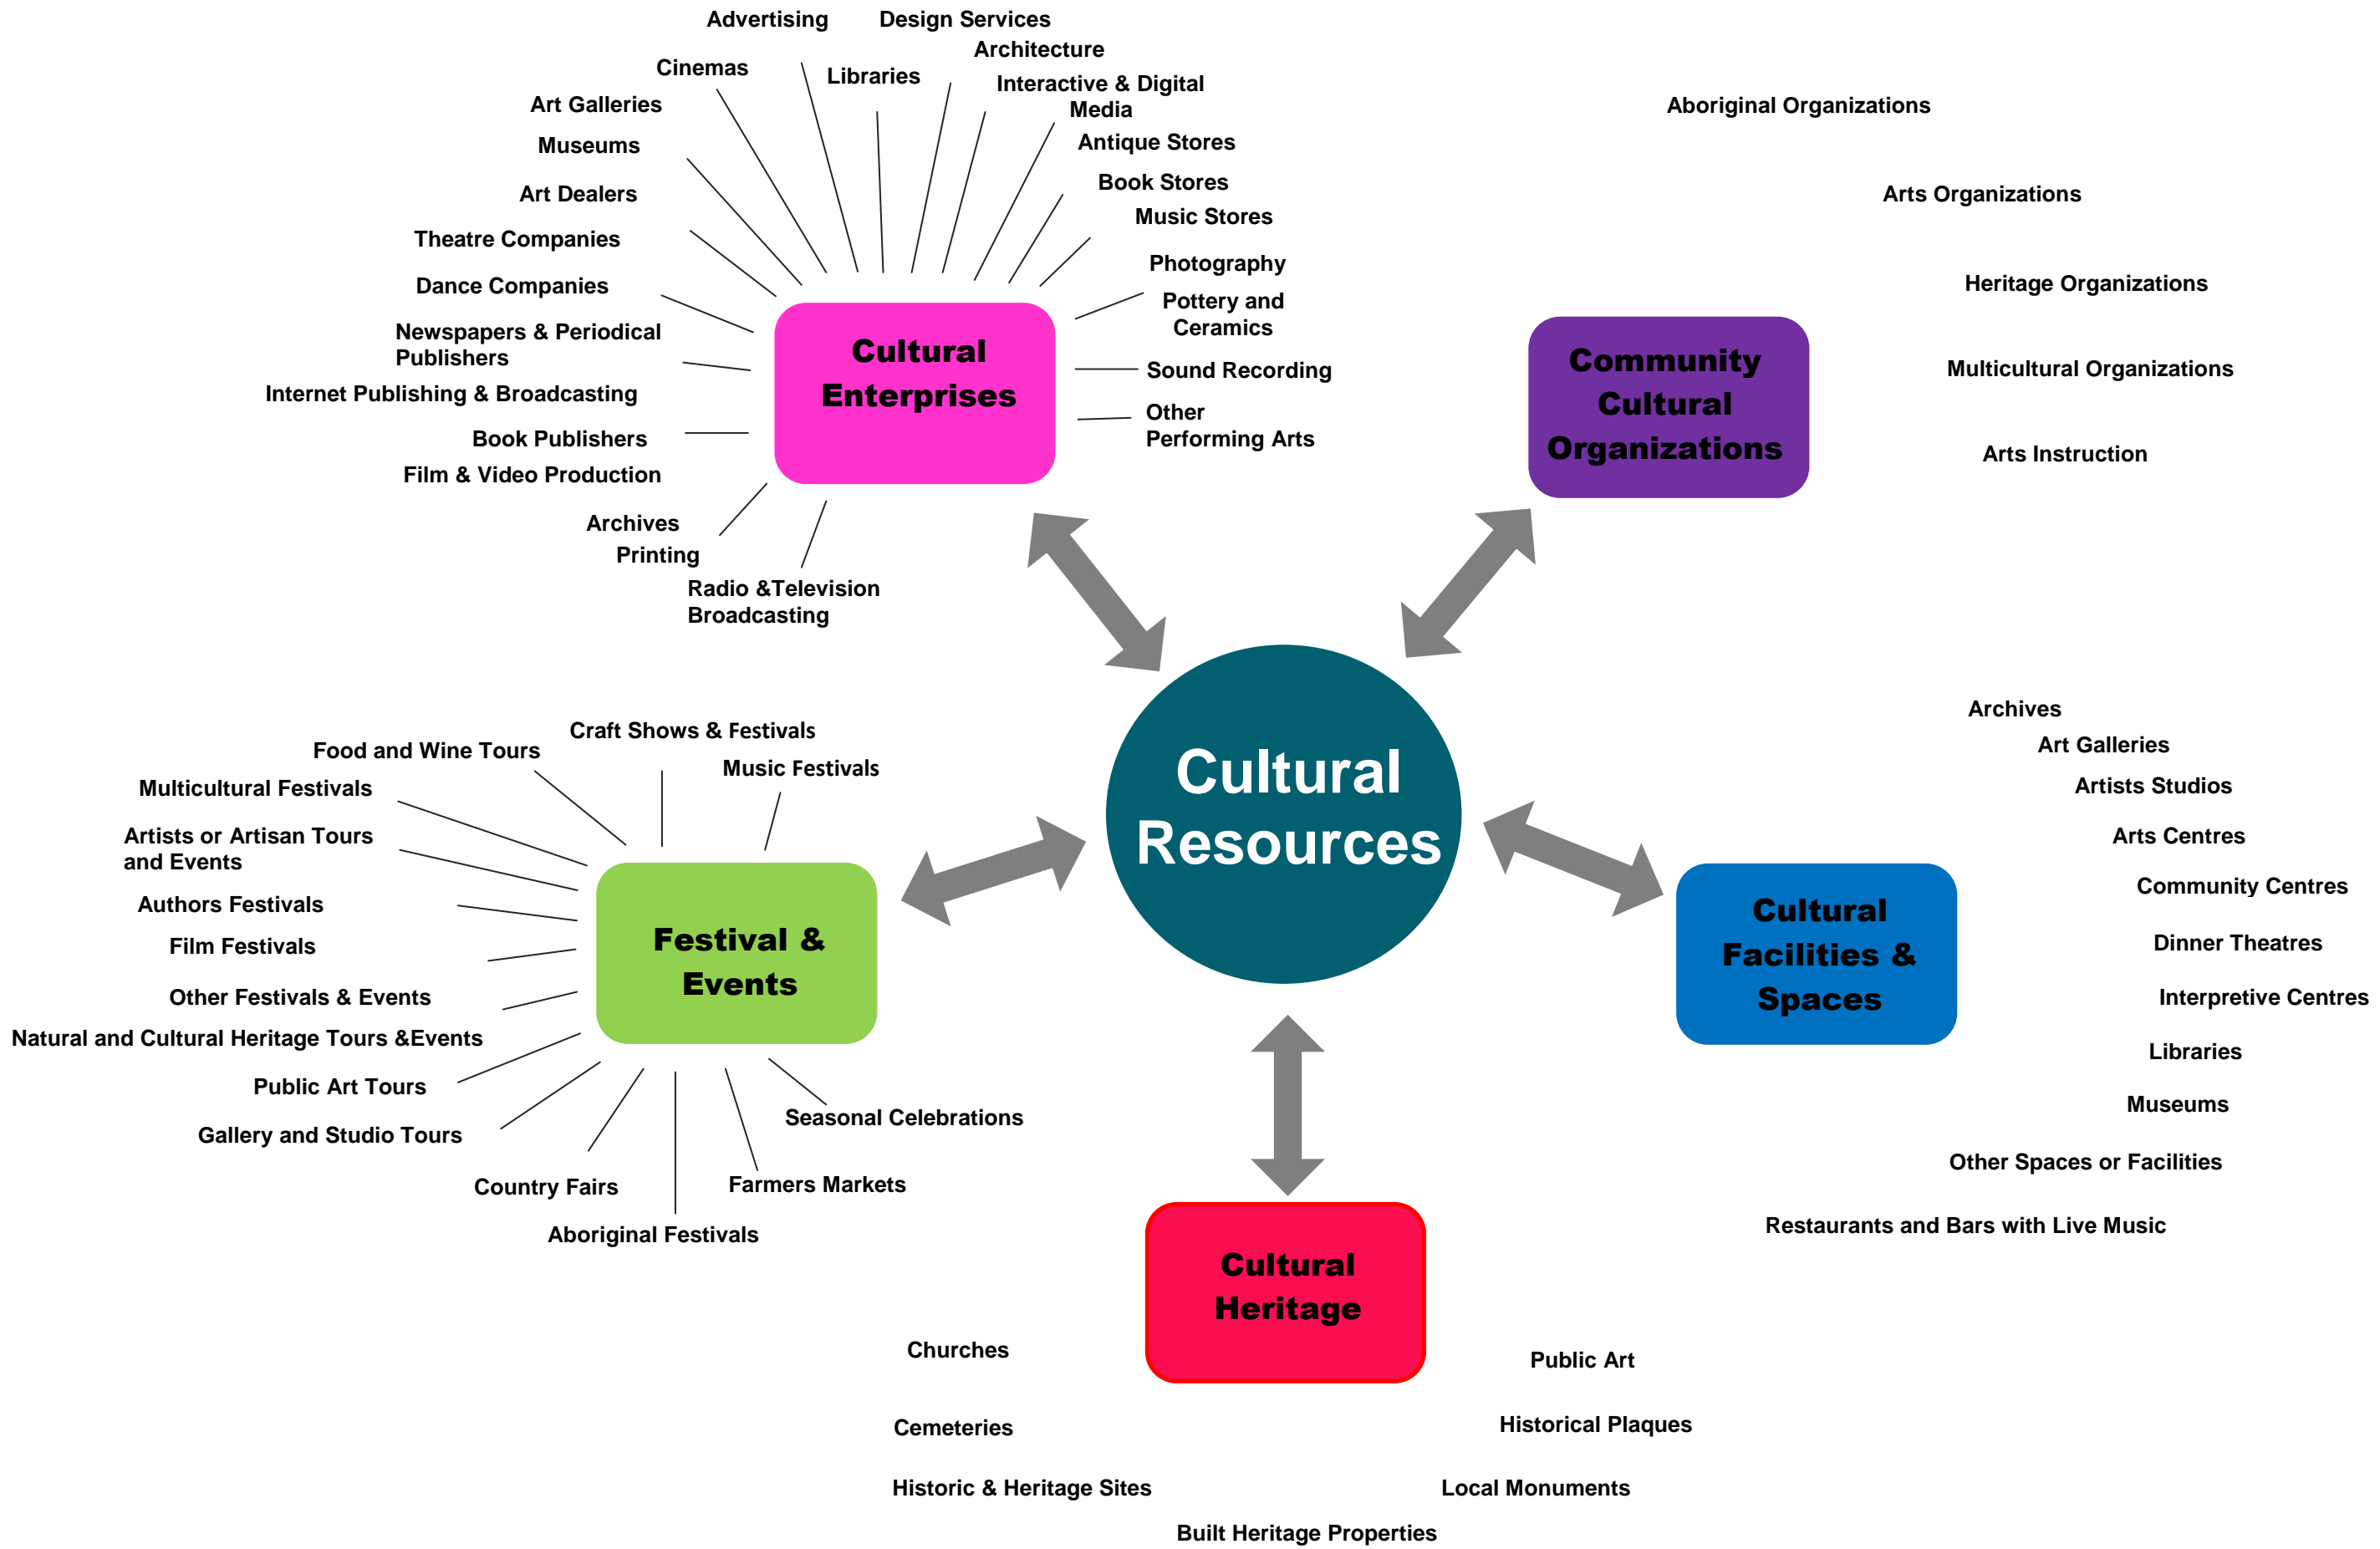 Advertising
Design Services
Architecture
Cinemas
Libraries
Interactive & Digital
Media
Art Galleries
Museums
Antique Stores
Art Dealers
Book Stores
Music Stores
Theatre Companies
Photography
Dance Companies
Pottery and
Ceramics
Newspapers & Periodical
Publishers
Sound Recording
Internet Publishing & Broadcasting
Other
Performing Arts
Book Publishers
Film & Video Production
Archives
Printing
Radio &Television
Broadcasting
Cultural
Enterprises
Aboriginal Organizations
Arts Organizations
Heritage Organizations
Multicultural Organizations
Arts Instruction
Community
Cultural
Organizations
Cultural
Resources
Craft Shows & Festivals
Food and Wine Tours
Music Festivals
Multicultural Festivals
Artists or Artisan Tours
and Events
Authors Festivals
Film Festivals
Other Festivals & Events
Natural and Cultural Heritage Tours &Events
Public Art Tours
Gallery and Studio Tours
Country Fairs
Aboriginal Festivals
Farmers Markets
Seasonal Celebrations
Festival &
Events
Archives
Art Galleries
Artists Studios
Arts Centres
Community Centres
Dinner Theatres
Interpretive Centres
Libraries
Museums
Other Spaces or Facilities
Restaurants and Bars with Live Music
Cultural
Facilities &
Spaces
Cultural
Heritage
Churches
Cemeteries
Historic & Heritage Sites
Built Heritage Properties
Local Monuments
Historical Plaques
Public Art